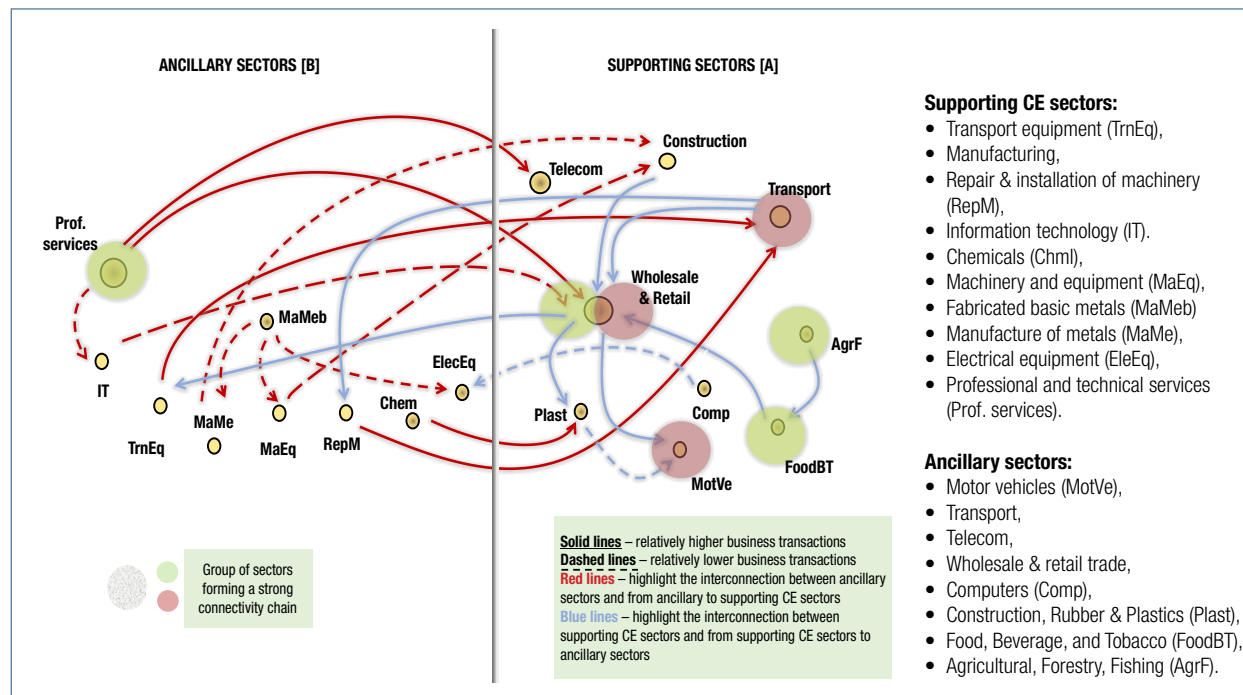 ANCILLARY SECTORS [B]
SUPPORTING SECTORS [A]
Construction
Telecom
Transport
Prof.
services
Wholesale
& Retail
MaMeb
AgrF
ElecEq
IT
Chem
Plast
Comp
TrnEq
MaMe
MaEq
RepM
FoodBT
MotVe
Group of sectors
forming a strong
connectivity chain
Solid lines – relatively higher business transactions
Dashed lines – relatively lower business transactions
Red lines – highlight the interconnection between ancillary
sectors and from ancillary to supporting CE sectors
Blue lines – highlight the interconnection between
supporting CE sectors and from supporting CE sectors to
ancillary sectors
Supporting CE sectors:
• Transport equipment (TrnEq),
• Manufacturing,
• Repair & installation of machinery
(RepM),
• Information technology (IT).
• Chemicals (Chml),
• Machinery and equipment (MaEq),
• Fabricated basic metals (MaMeb)
• Manufacture of metals (MaMe),
• Electrical equipment (EleEq),
• Professional and technical services
(Prof. services).
Ancillary sectors:
• Motor vehicles (MotVe),
• Transport,
• Telecom,
• Wholesale & retail trade,
• Computers (Comp),
• Construction, Rubber & Plastics (Plast),
• Food, Beverage, and Tobacco (FoodBT),
• Agricultural, Forestry, Fishing (AgrF).